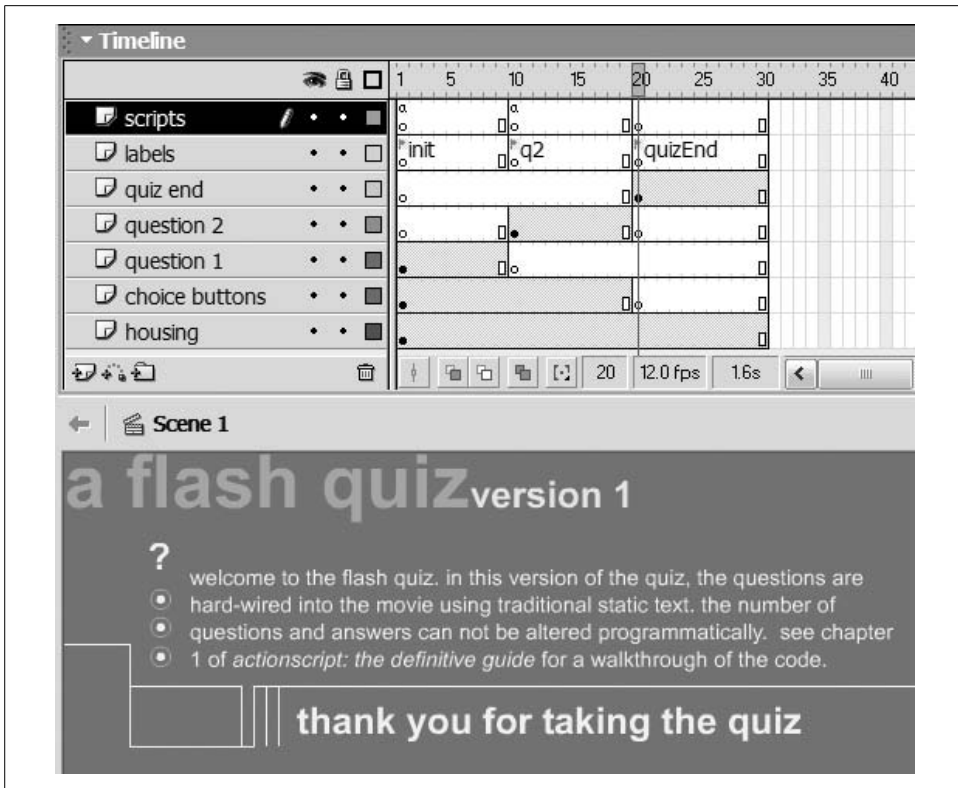 Timeline
1 5 10 15 20 25 30 35 40
scripts a a
labels init q2 quizEnd
quiz end
question 2
question 1
choice buttons
housing
20 12.0 fps 1.6s
Scene 1
a flash quiz version 1
?
welcome to the flash quiz. in this version of the quiz, the questions are
hard-wired into the movie using traditional static text. the number of
questions and answers can not be altered programmatically. see chapter
1 of actionscript: the definitive guide for a walkthrough of the code.
thank you for taking the quiz